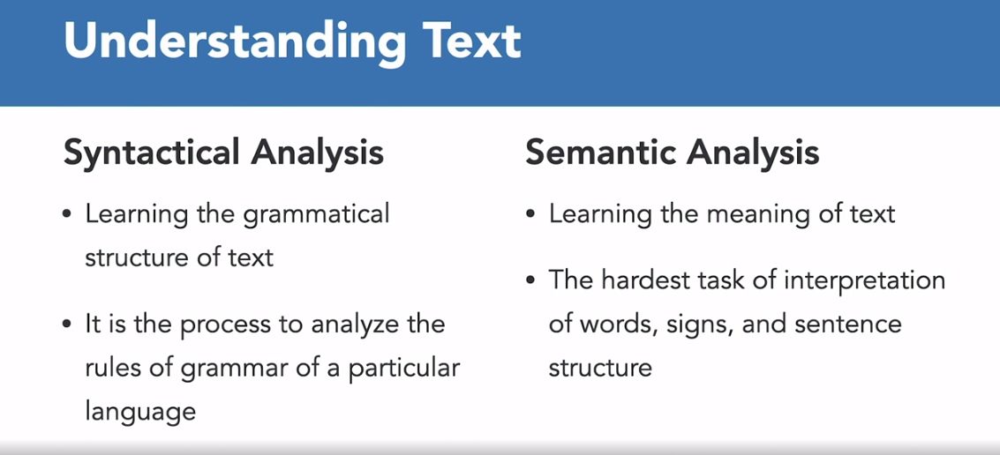 Understanding Text
Syntactical Analysis
• Learning the grammatical
structure of text
• It is the process to analyze the
rules of grammar of a particular
language
Semantic Analysis
• Learning the meaning of text
• The hardest task of interpretation
of words, signs, and sentence
structure